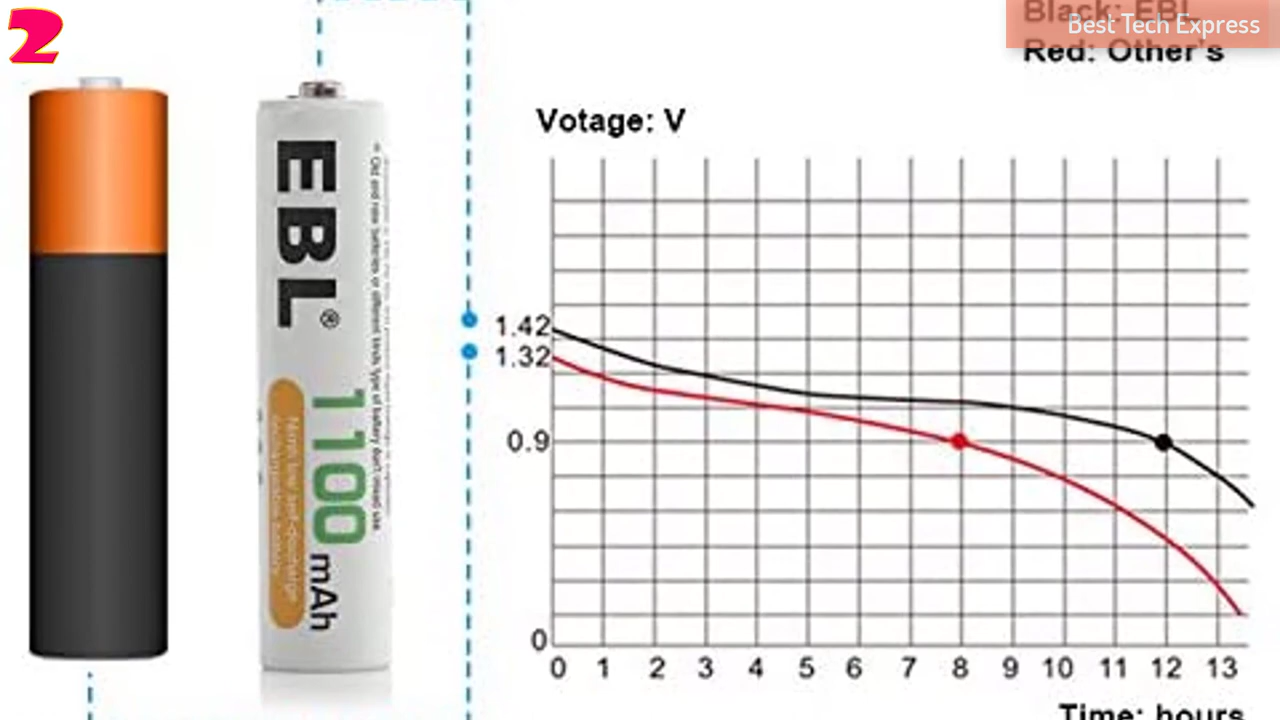 2
Black: EBL
Best Tech Express
Red: Other's
Votage: V
EBL®
1100 mAh
1.42
1.32
0.9
0
0 1 2 3 4 5 6 7 8 9 10 11 12 13
Time: hours